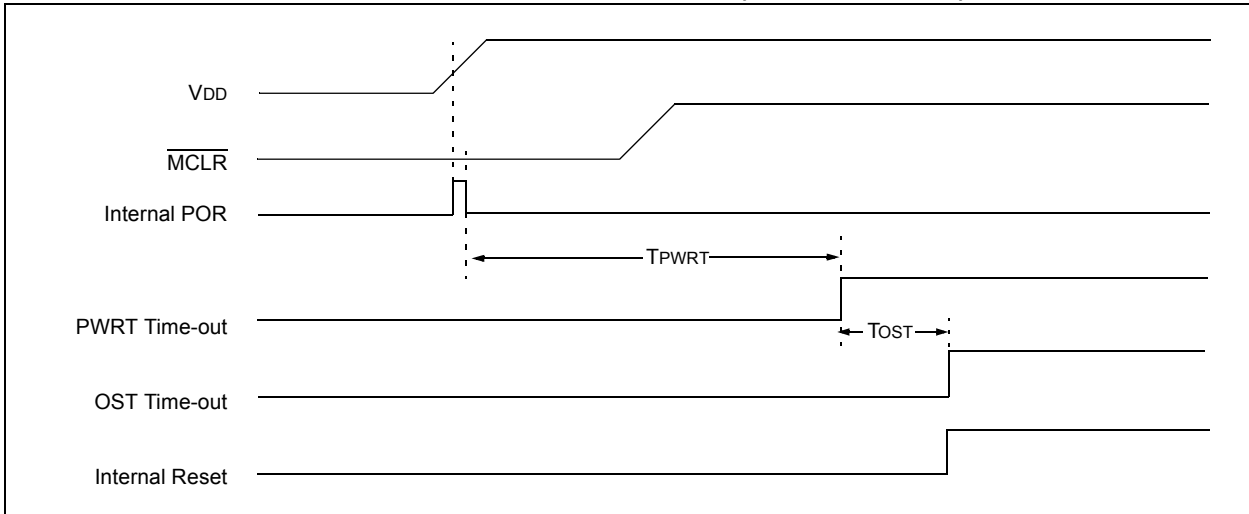 VDD
MCLR
Internal POR
TPWRT
PWRT Time-out
TOST
OST Time-out
Internal Reset